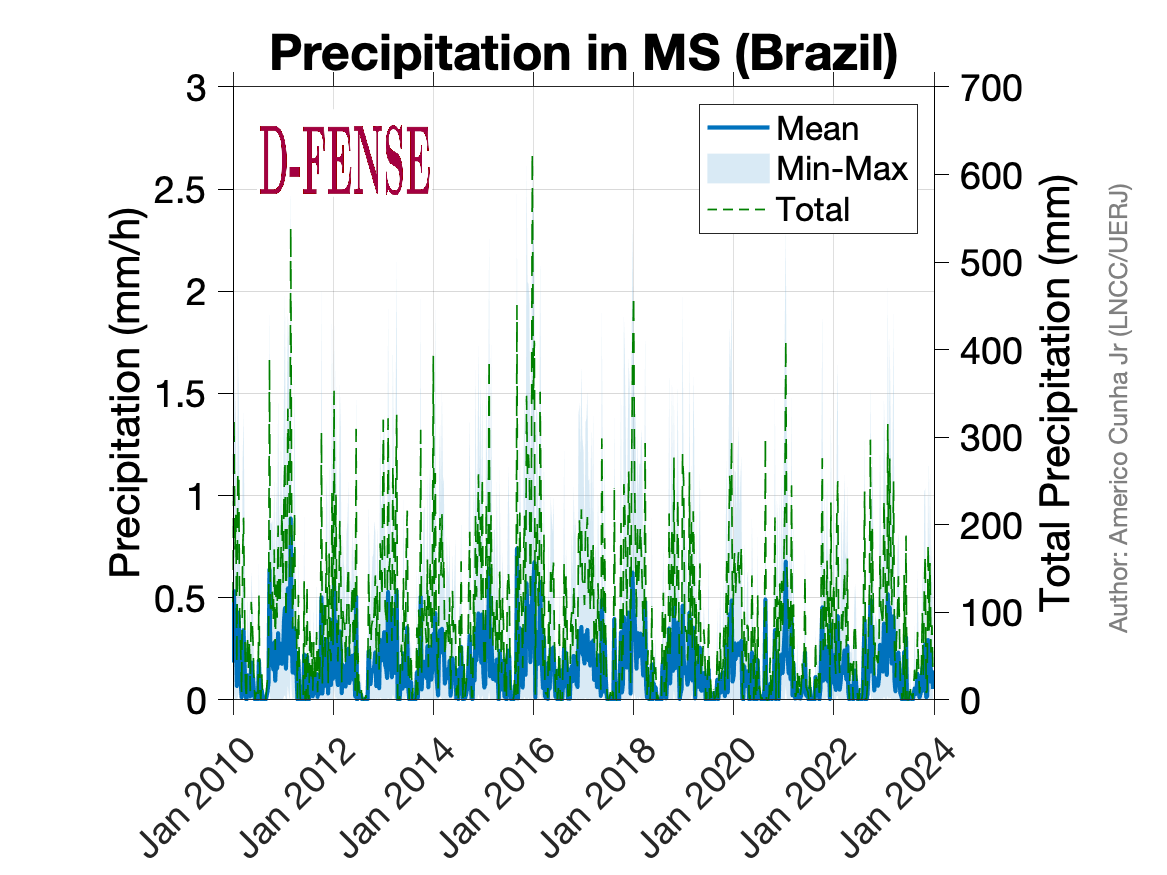 Precipitation in MS (Brazil)
D-FENSE
Mean
Min-Max
Total
Precipitation (mm/h)
3
2.5
2
1.5
1
0.5
0
700
600
500
400
300
200
100
0
Total Precipitation (mm)
Author: Americo Cunha Jr (LNCC/UERJ)
Jan 2010
Jan 2012
Jan 2014
Jan 2016
Jan 2018
Jan 2020
Jan 2022
Jan 2024